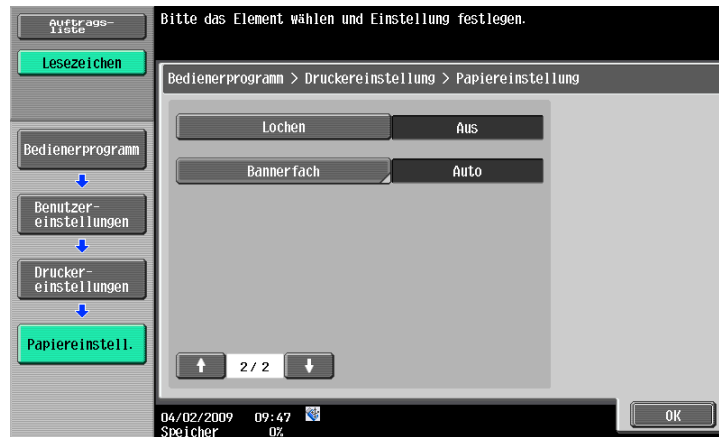 Auftrags-
liste
Lesezeichen
Bedienerprogramm
Benutzer-
einstellungen
Drucker-
einstellungen
Papiereinstell.
Bitte das Element wählen und Einstellung festlegen.
Bedienerprogramm > Druckereinstellung > Papiereinstellung
Lochen Aus
Bannerfach Auto
2/2
04/02/2009 09:47
Speicher 0%
OK